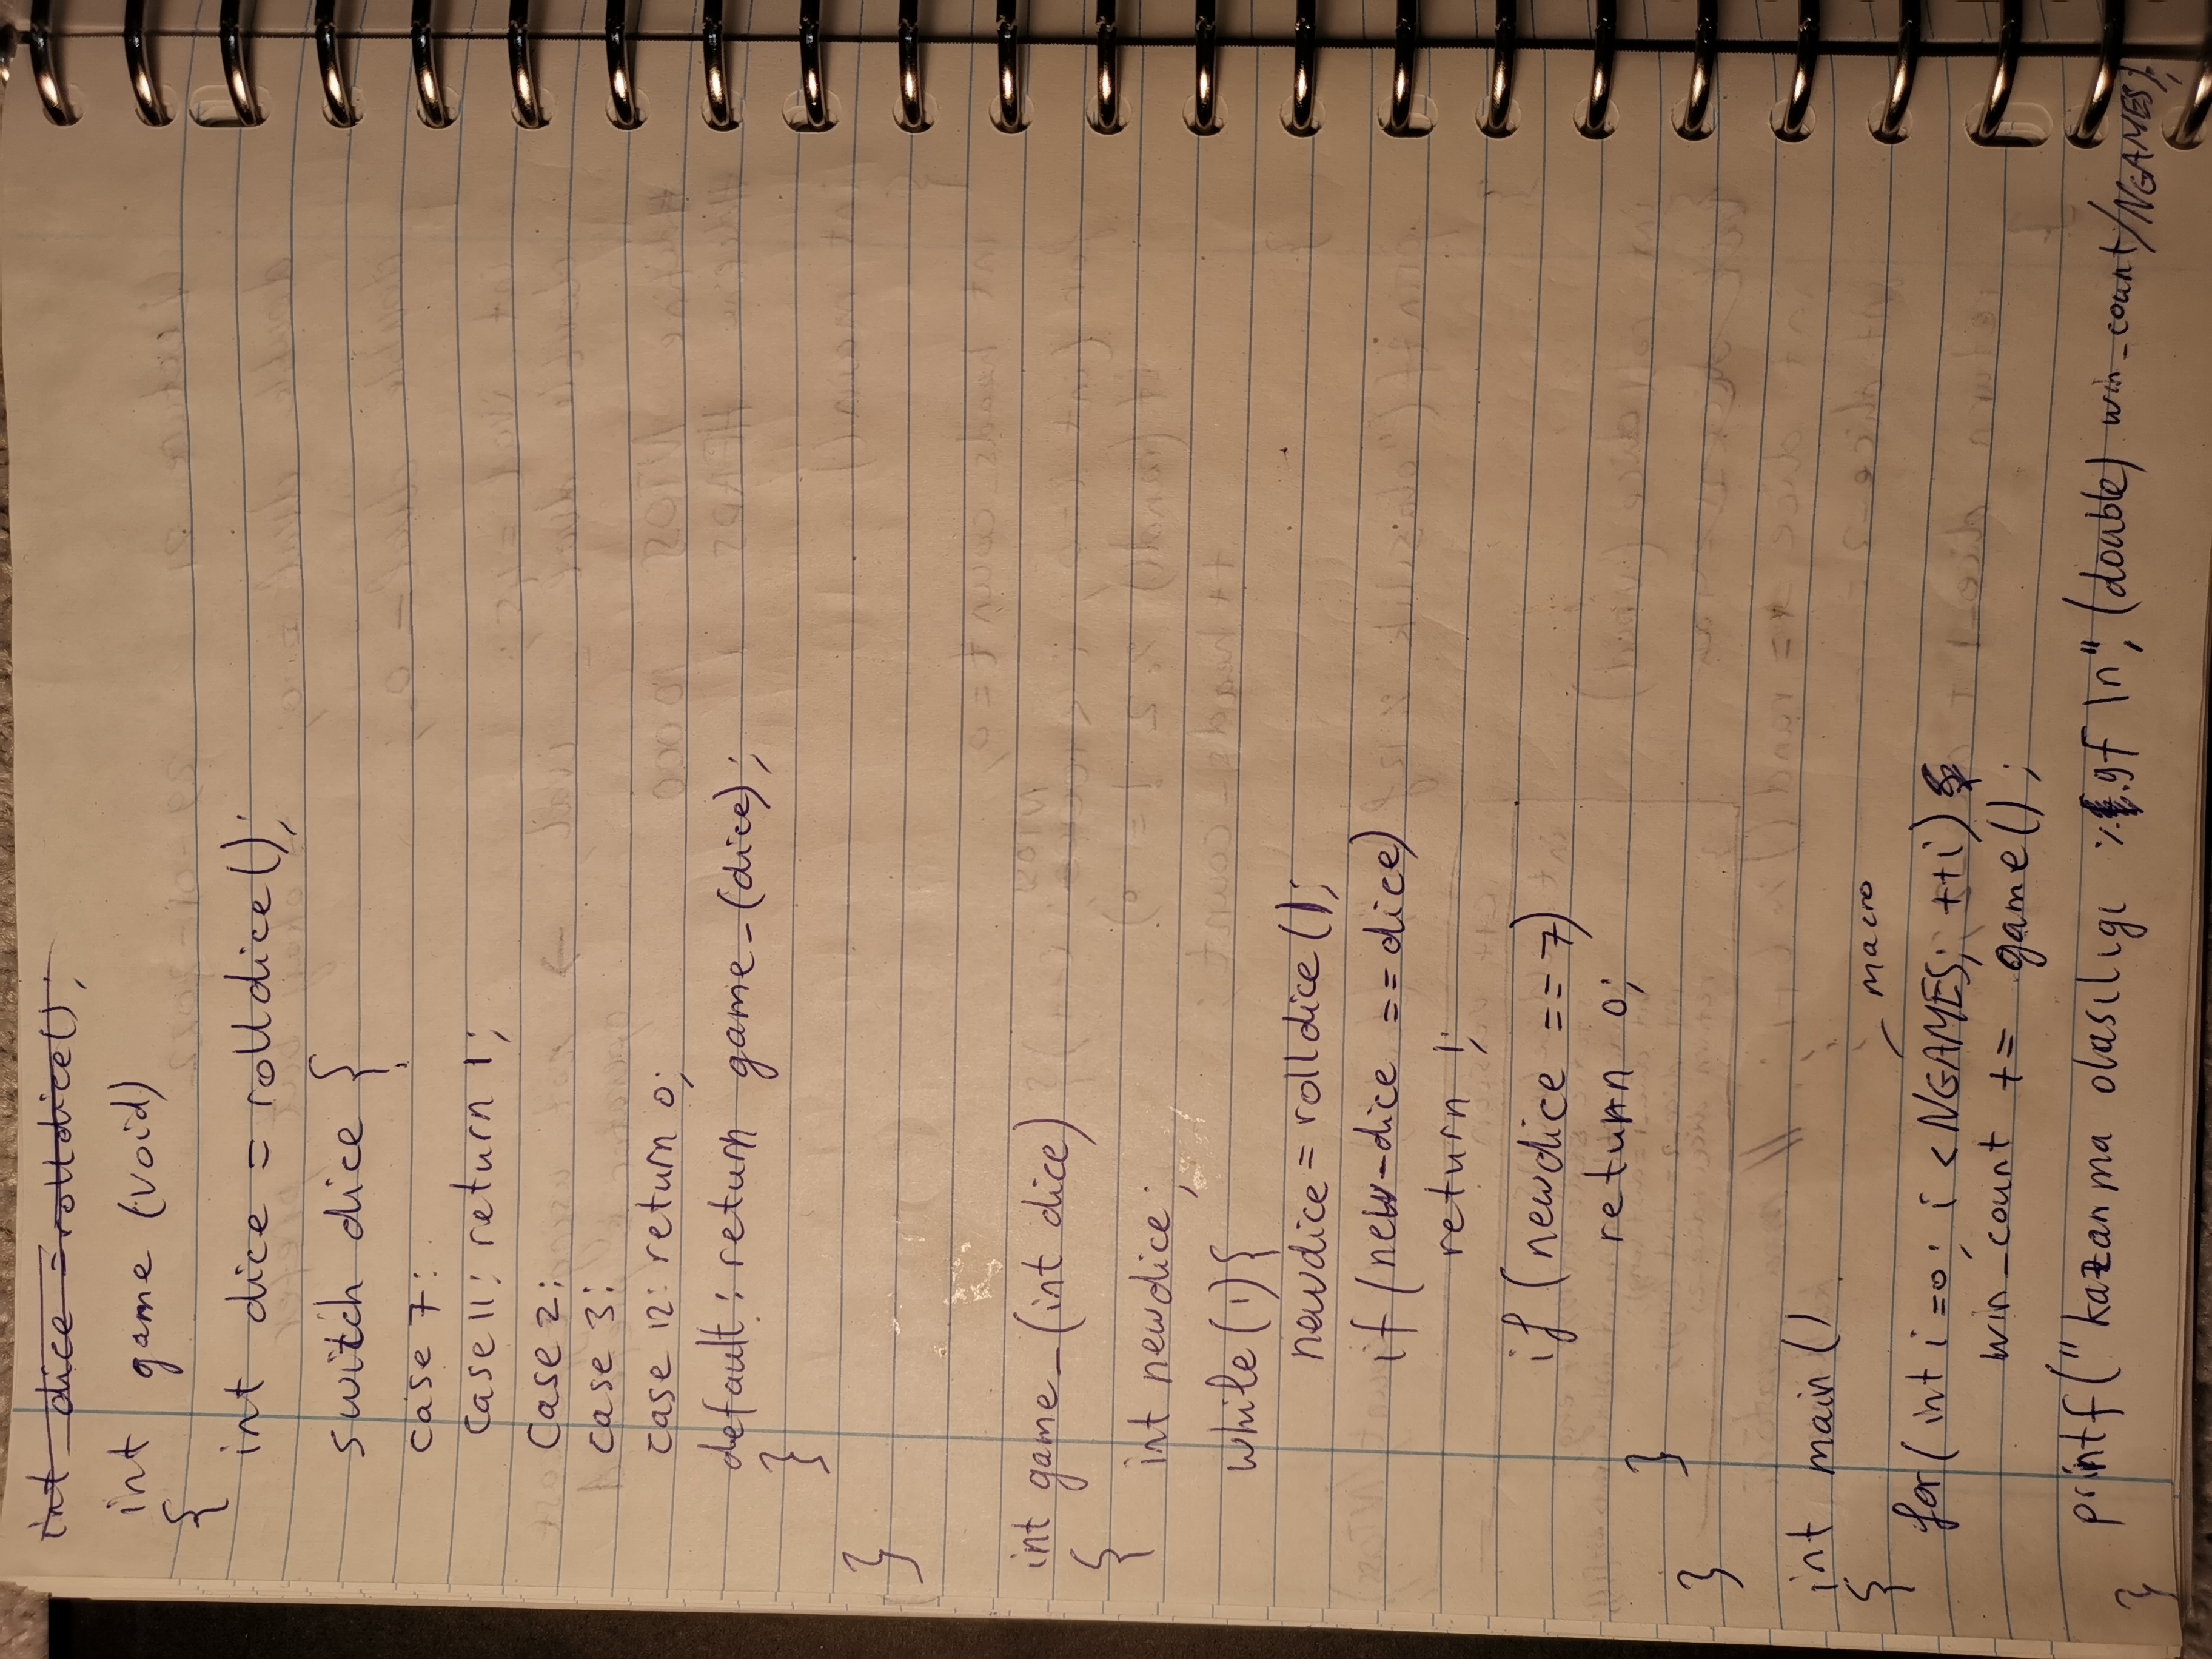 int dice = rolldice();
int game (void)
{
int dice = rolldice();
switch dice {
case 7:
case 11: return 1;
case 2:
case 3:
case 12: return 0;
default: return game_(dice);
}
}
int game_(int dice)
{
int newdice;
while(1){
newdice = rolldice();
if (new-dice == dice)
return 1;
if (newdice == 7)
return 0;
}
}
int main()
{
macro
for( int i=0; i < NGAMES; ++i)
win_count += game();
printf("kazanma olasılıgı %.9f \n", (double) win_count/NGAMES);
}